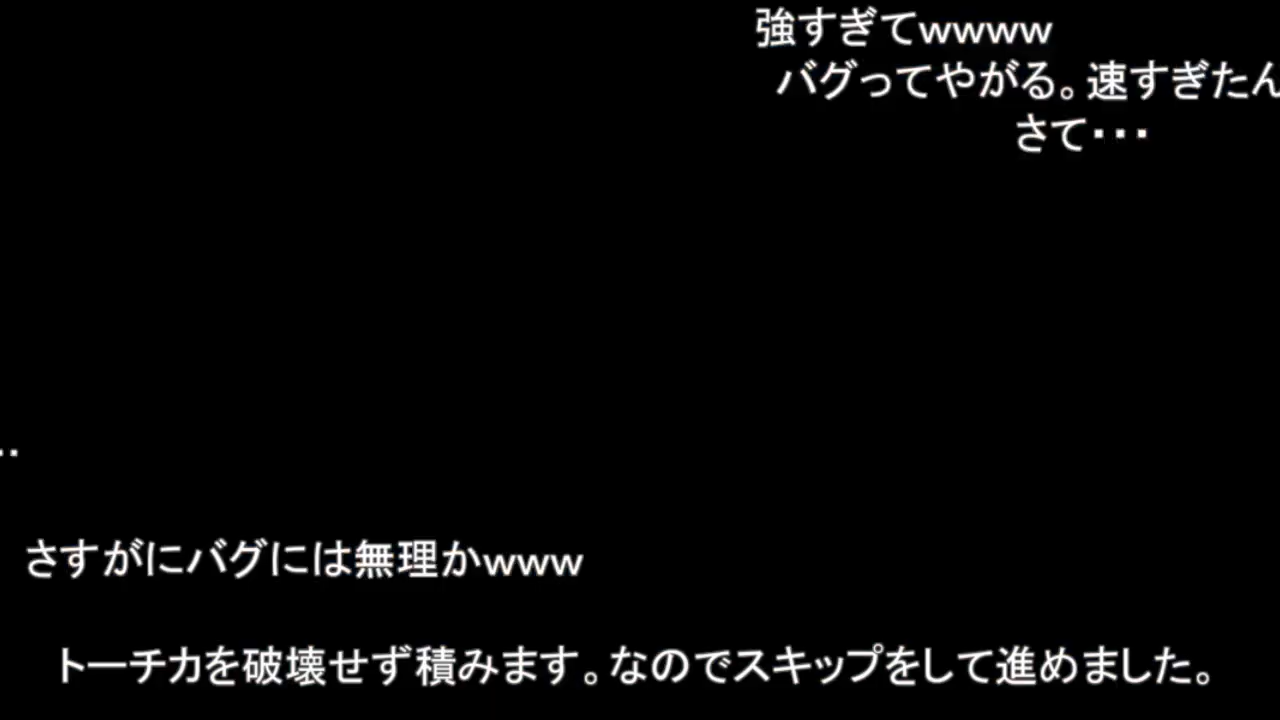 強すぎてwwww
バグってやがる。速すぎたん
さて・・・
..
さすがにバグには無理かwww
トーチカを破壊せず積みます。なのでスキップをして進めました。